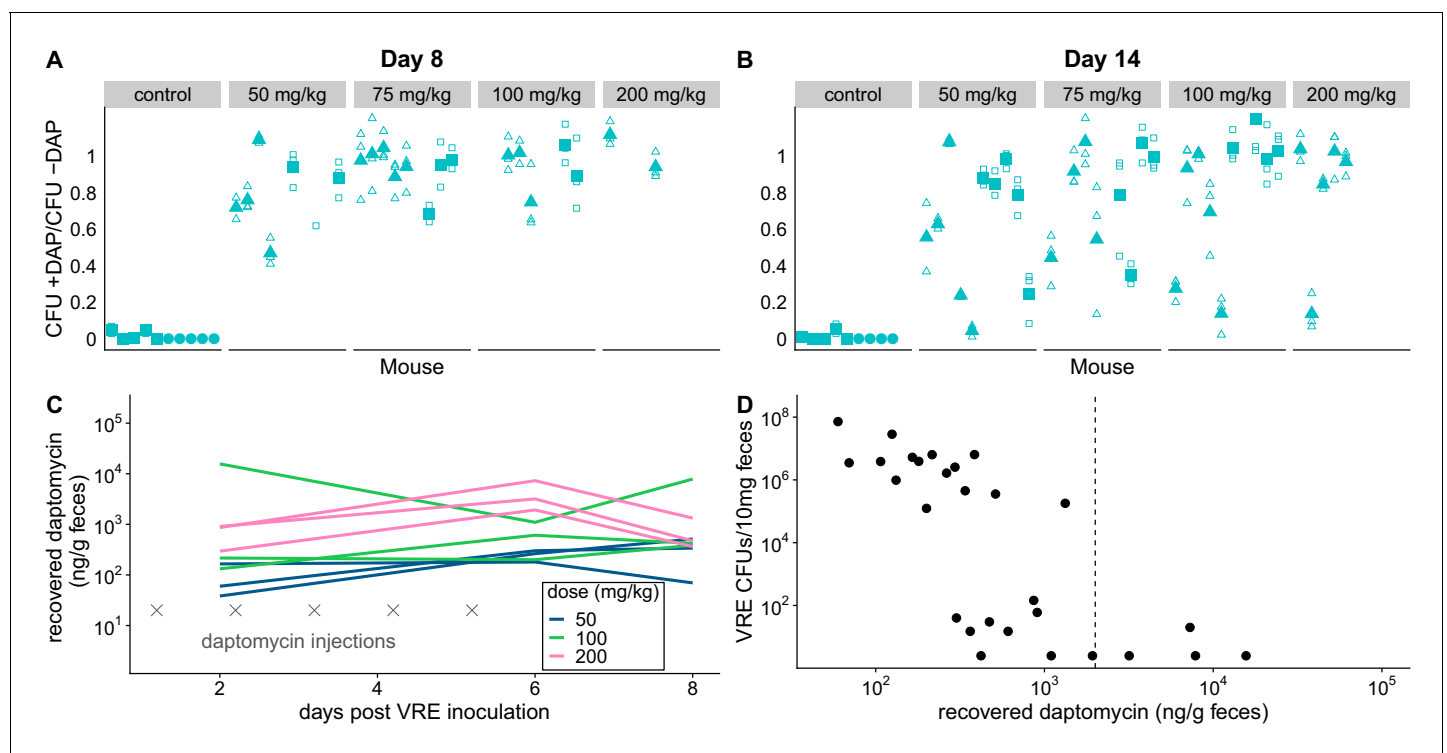 A
Day 8
control
50 mg/kg
75 mg/kg
100 mg/kg
200 mg/kg
CFU +DAP/CFU −DAP
1
0.8
0.6
0.4
0.2
0
Mouse
B
Day 14
control
50 mg/kg
75 mg/kg
100 mg/kg
200 mg/kg
1
0.8
0.6
0.4
0.2
0
Mouse
C
recovered daptomycin
(ng/g feces)
10^5
10^4
10^3
10^2
10^1
daptomycin injections
dose (mg/kg)
50
100
200
2 4 6 8
days post VRE inoculation
D
VRE CFUs/10mg feces
10^8
10^6
10^4
10^2
10^2 10^3 10^4 10^5
recovered daptomycin (ng/g feces)